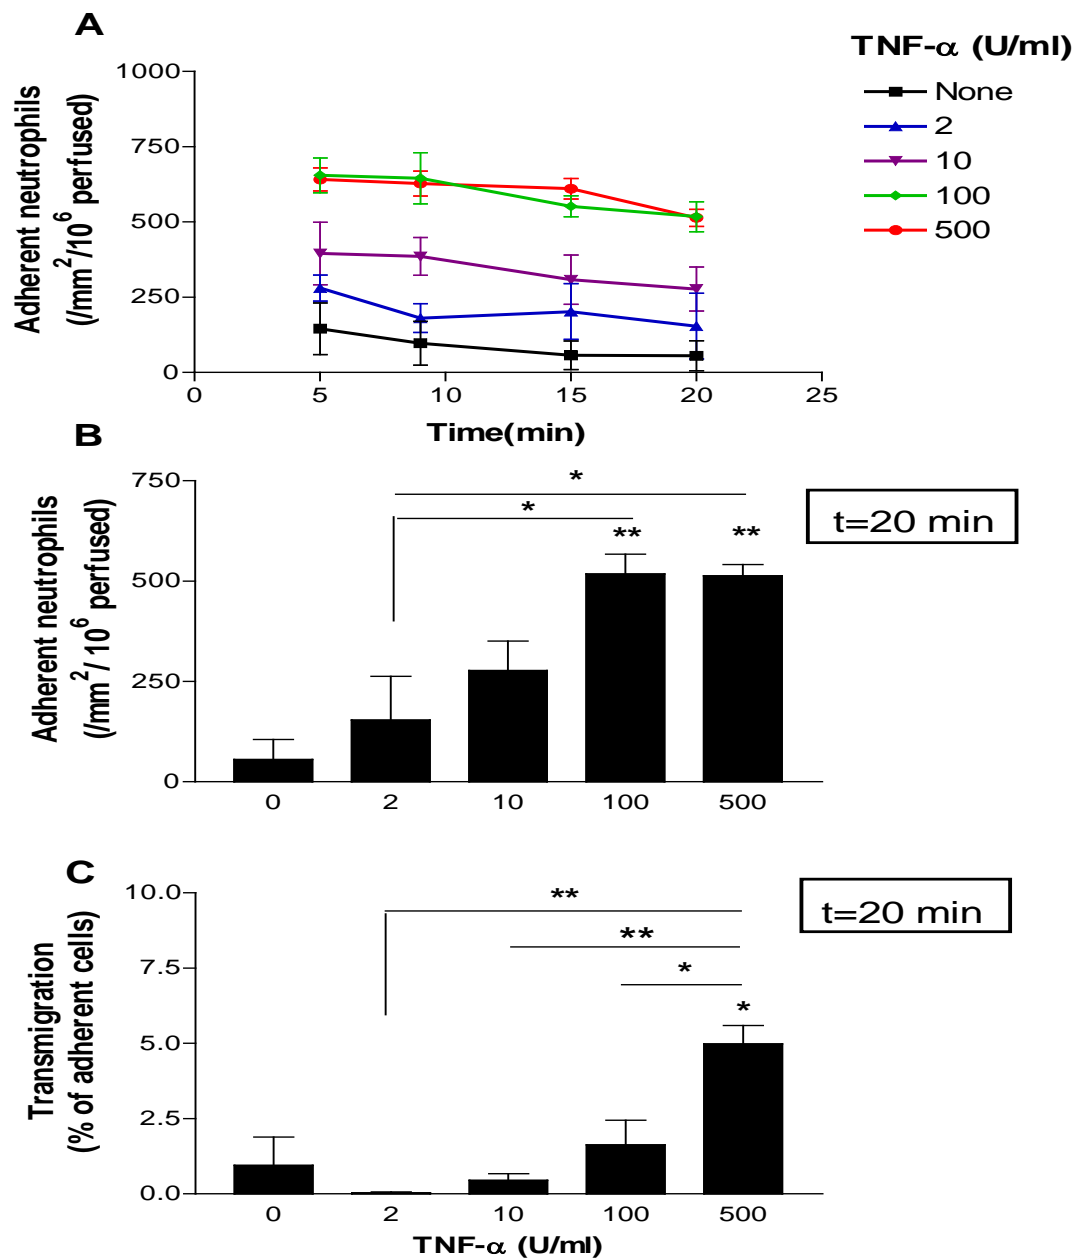 A
TNF-α (U/ml)
None
2
10
100
500
Adherent neutrophils
(/mm²/10⁶ perfused)
1000
750
500
250
0
0 5 10 15 20 25
Time(min)
B
t=20 min
Adherent neutrophils
(/mm²/ 10⁶ perfused)
750
500
250
0
*
*
** **
0 2 10 100 500
C
t=20 min
Transmigration
(% of adherent cells)
10.0
7.5
5.0
2.5
0.0
**
**
*
*
0 2 10 100 500
TNF-α (U/ml)